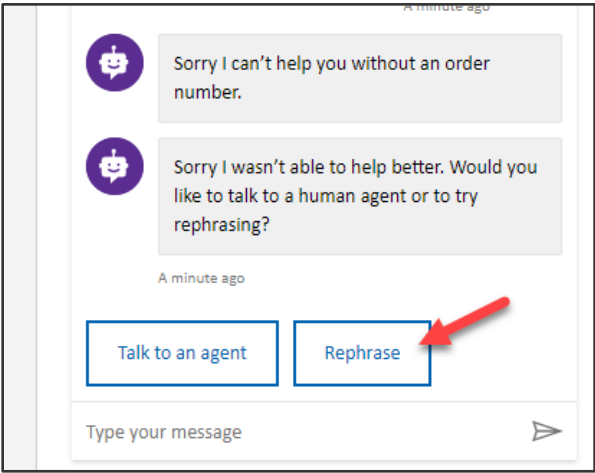 A minute ago
Sorry I can't help you without an order
number.
Sorry I wasn't able to help better. Would you
like to talk to a human agent or to try
rephrasing?
A minute ago
Talk to an agent
Rephrase
Type your message